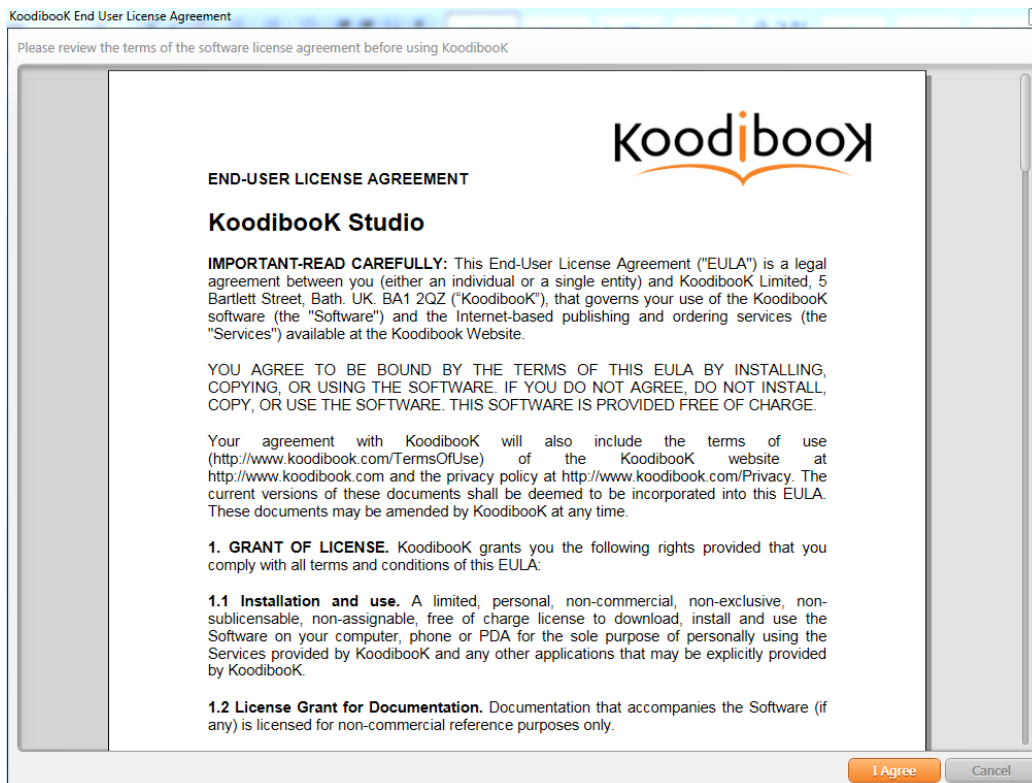 KoodibooK End User License Agreement
Please review the terms of the software license agreement before using KoodibooK
KoodibooK
END-USER LICENSE AGREEMENT
KoodibooK Studio
IMPORTANT-READ CAREFULLY: This End-User License Agreement ("EULA") is a legal
agreement between you (either an individual or a single entity) and KoodibooK Limited, 5
Bartlett Street, Bath. UK. BA1 2QZ (“KoodibooK”), that governs your use of the KoodibooK
software (the "Software") and the Internet-based publishing and ordering services (the
"Services") available at the Koodibook Website.
YOU AGREE TO BE BOUND BY THE TERMS OF THIS EULA BY INSTALLING,
COPYING, OR USING THE SOFTWARE. IF YOU DO NOT AGREE, DO NOT INSTALL,
COPY, OR USE THE SOFTWARE. THIS SOFTWARE IS PROVIDED FREE OF CHARGE.
Your agreement with KoodibooK will also include the terms of use
(http://www.koodibook.com/TermsOfUse) of the KoodibooK website at
http://www.koodibook.com and the privacy policy at http://www.koodibook.com/Privacy. The
current versions of these documents shall be deemed to be incorporated into this EULA.
These documents may be amended by KoodibooK at any time.
1. GRANT OF LICENSE. KoodibooK grants you the following rights provided that you
comply with all terms and conditions of this EULA:
1.1 Installation and use. A limited, personal, non-commercial, non-exclusive, non-
sublicensable, non-assignable, free of charge license to download, install and use the
Software on your computer, phone or PDA for the sole purpose of personally using the
Services provided by KoodibooK and any other applications that may be explicitly provided
by KoodibooK.
1.2 License Grant for Documentation. Documentation that accompanies the Software (if
any) is licensed for non-commercial reference purposes only.
I Agree
Cancel